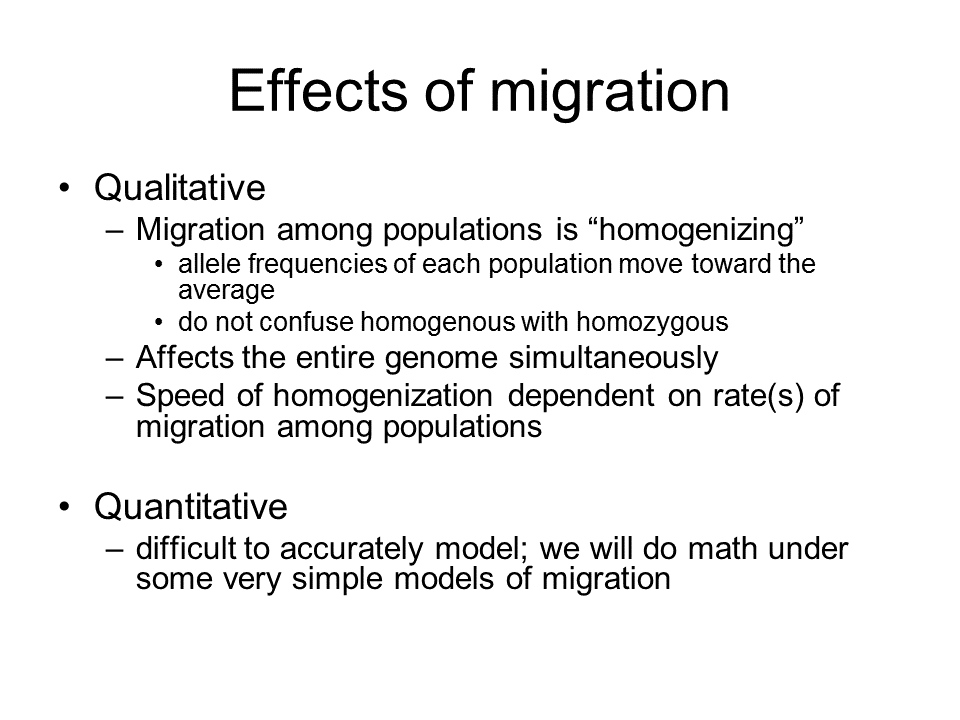 Effects of migration
• Qualitative
– Migration among populations is “homogenizing”
• allele frequencies of each population move toward the
average
• do not confuse homogenous with homozygous
– Affects the entire genome simultaneously
– Speed of homogenization dependent on rate(s) of
migration among populations
• Quantitative
– difficult to accurately model; we will do math under
some very simple models of migration